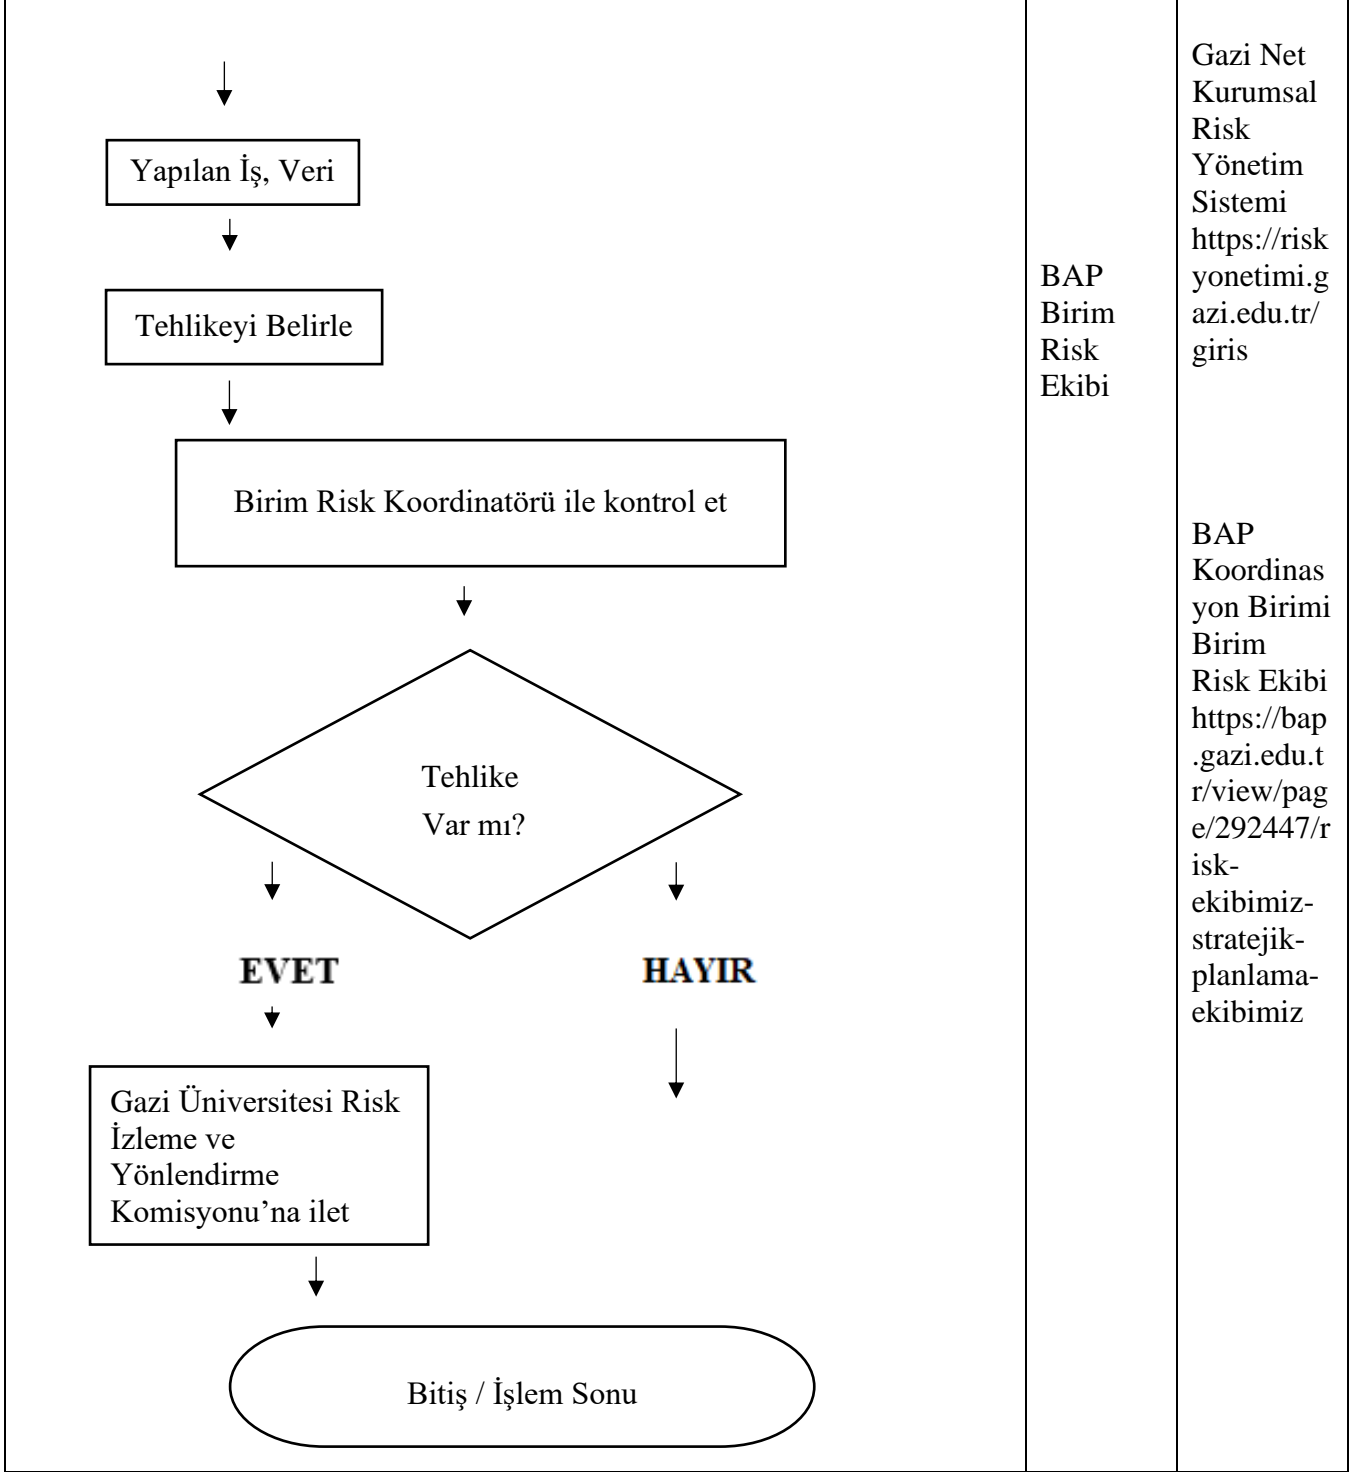 Yapılan İş, Veri
Tehlikeyi Belirle
Birim Risk Koordinatörü ile kontrol et
Tehlike
Var mı?
EVET
HAYIR
Gazi Üniversitesi Risk
İzleme ve
Yönlendirme
Komisyonu’na ilet
Bitiş / İşlem Sonu
BAP
Birim
Risk
Ekibi
Gazi Net
Kurumsal
Risk
Yönetim
Sistemi
https://risk
yonetimi.g
azi.edu.tr/
giris
BAP
Koordinas
yon Birimi
Birim
Risk Ekibi
https://bap
.gazi.edu.t
r/view/pag
e/292447/r
isk-
ekibimiz-
stratejik-
planlama-
ekibimiz